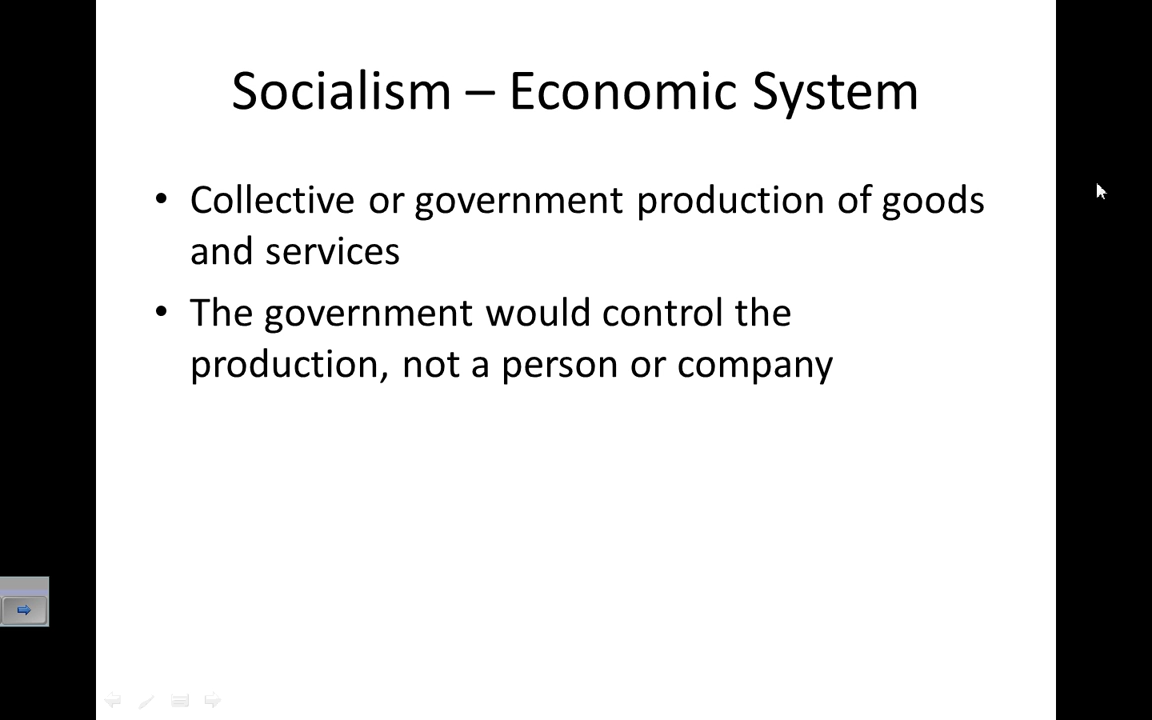 Socialism – Economic System
• Collective or government production of goods
and services
• The government would control the
production, not a person or company